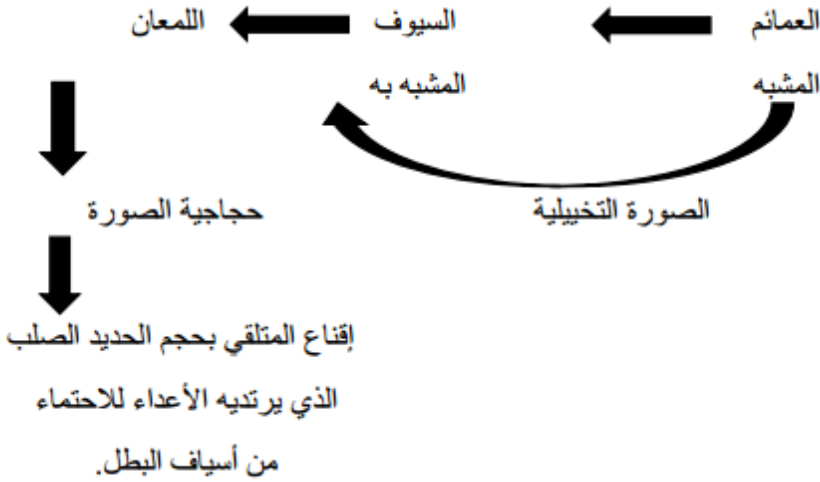 العمائم السيوف اللمعان
المشبه المشبه به
الصورة التخييلية حجاجية الصورة
إقناع المتلقي بحجم الحديد الصلب
الذي يرتديه الأعداء للاحتماء
من أسياف البطل.